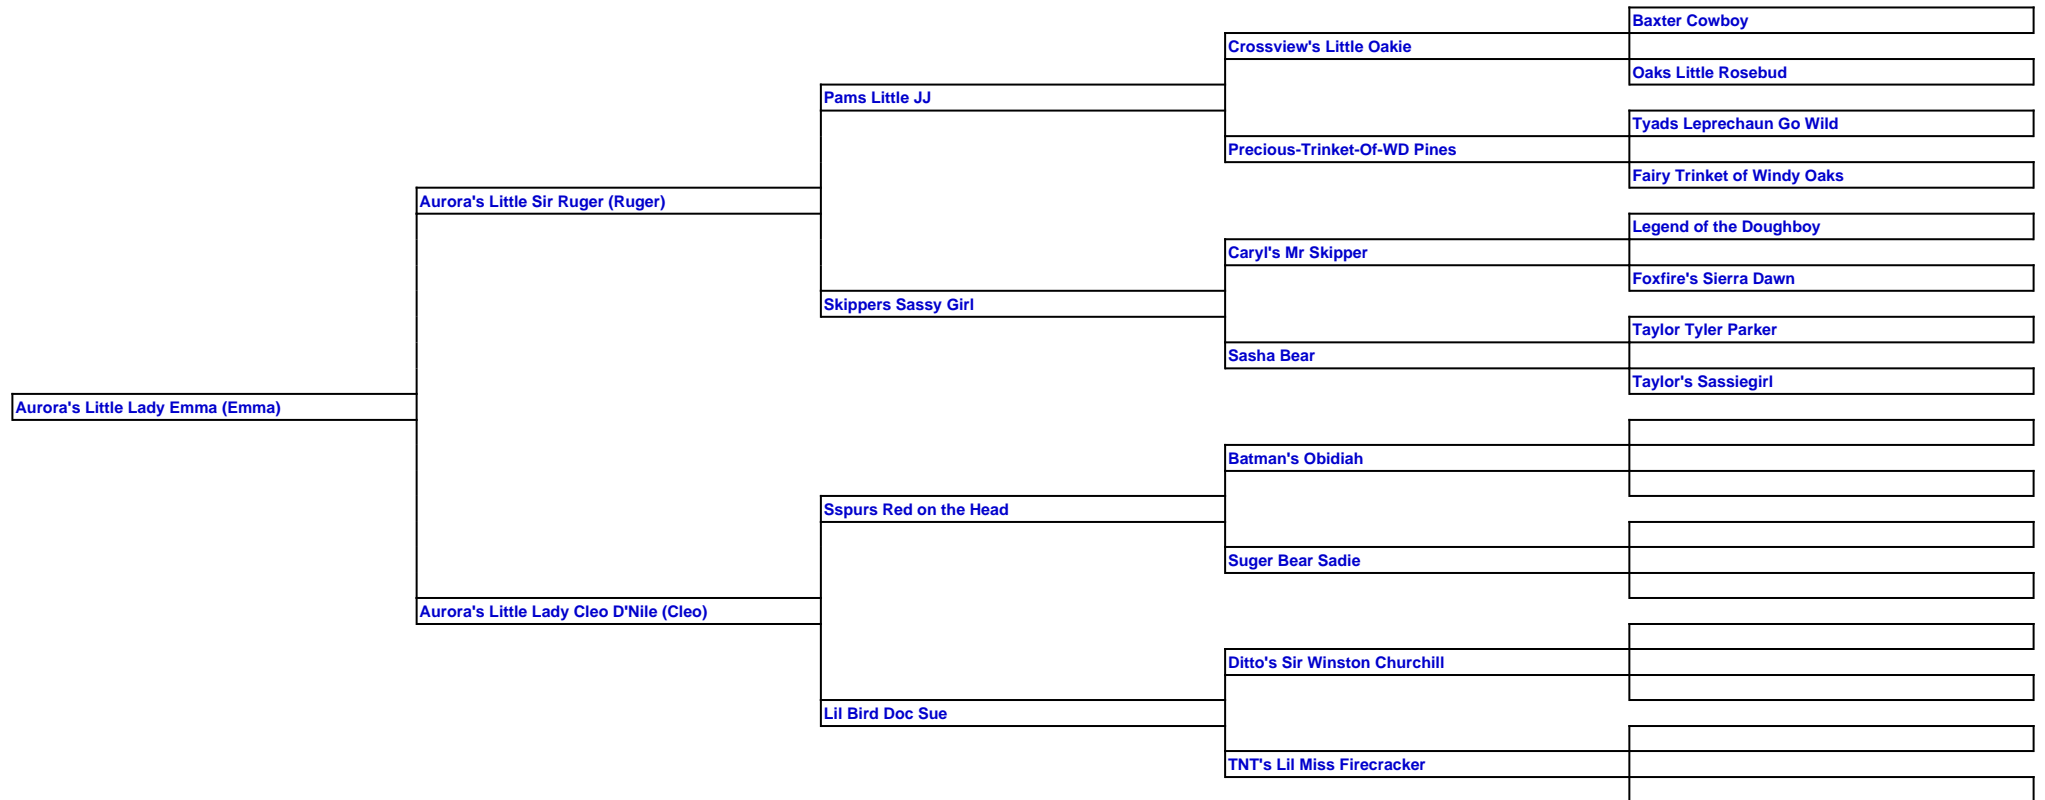 Baxter Cowboy
Crossview's Little Oakie
Oaks Little Rosebud
Pams Little JJ
Tyads Leprechaun Go Wild
Precious-Trinket-Of-WD Pines
Fairy Trinket of Windy Oaks
Aurora's Little Sir Ruger (Ruger)
Legend of the Doughboy
Caryl's Mr Skipper
Foxfire's Sierra Dawn
Skippers Sassy Girl
Taylor Tyler Parker
Sasha Bear
Taylor's Sassiegirl
Aurora's Little Lady Emma (Emma)
Batman's Obidiah
Sspurs Red on the Head
Suger Bear Sadie
Aurora's Little Lady Cleo D'Nile (Cleo)
Ditto's Sir Winston Churchill
Lil Bird Doc Sue
TNT's Lil Miss Firecracker